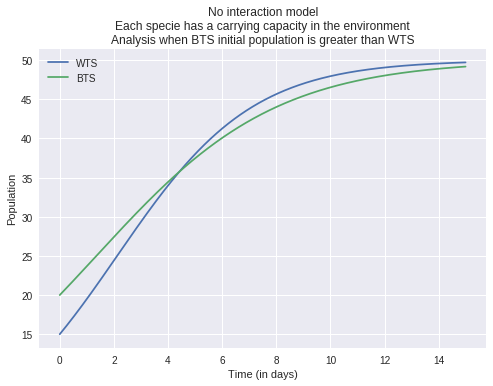 No interaction model
Each specie has a carrying capacity in the environment
Analysis when BTS initial population is greater than WTS
WTS
BTS
50
45
40
35
30
25
20
15
Population
0 2 4 6 8 10 12 14
Time (in days)